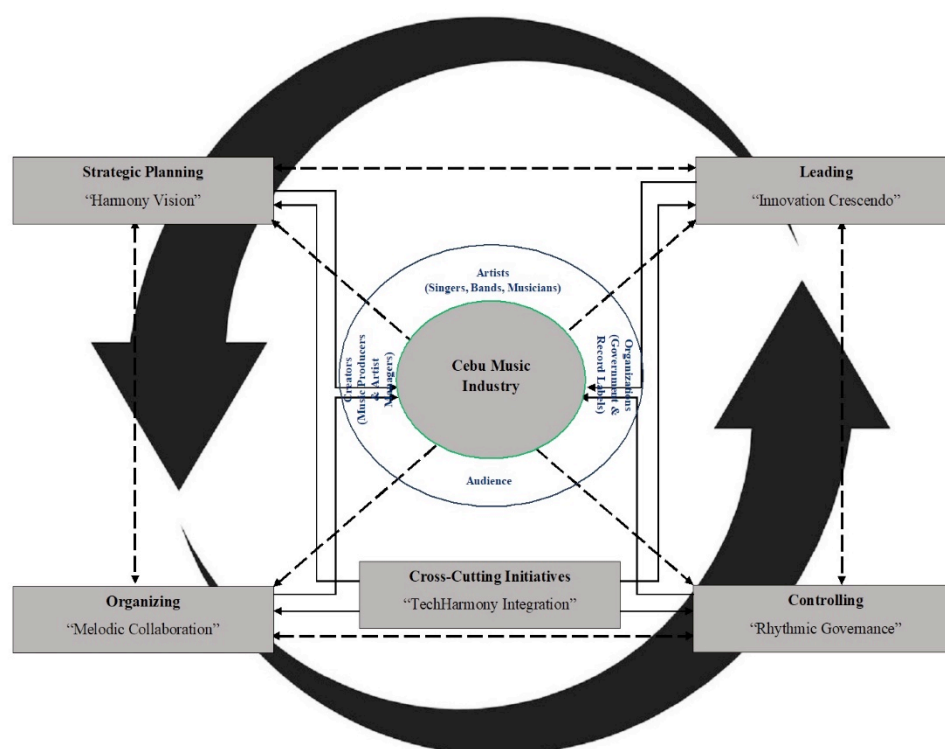 Strategic Planning
“Harmony Vision”
Leading
“Innovation Crescendo”
Artists
(Singers, Bands, Musicians)
Creators
(Music Producers
& Artist
Managers)
Cebu Music
Industry
Organizations
(Government &
Record Labels)
Audience
Cross-Cutting Initiatives
“TechHarmony Integration”
Organizing
“Melodic Collaboration”
Controlling
“Rhythmic Governance”